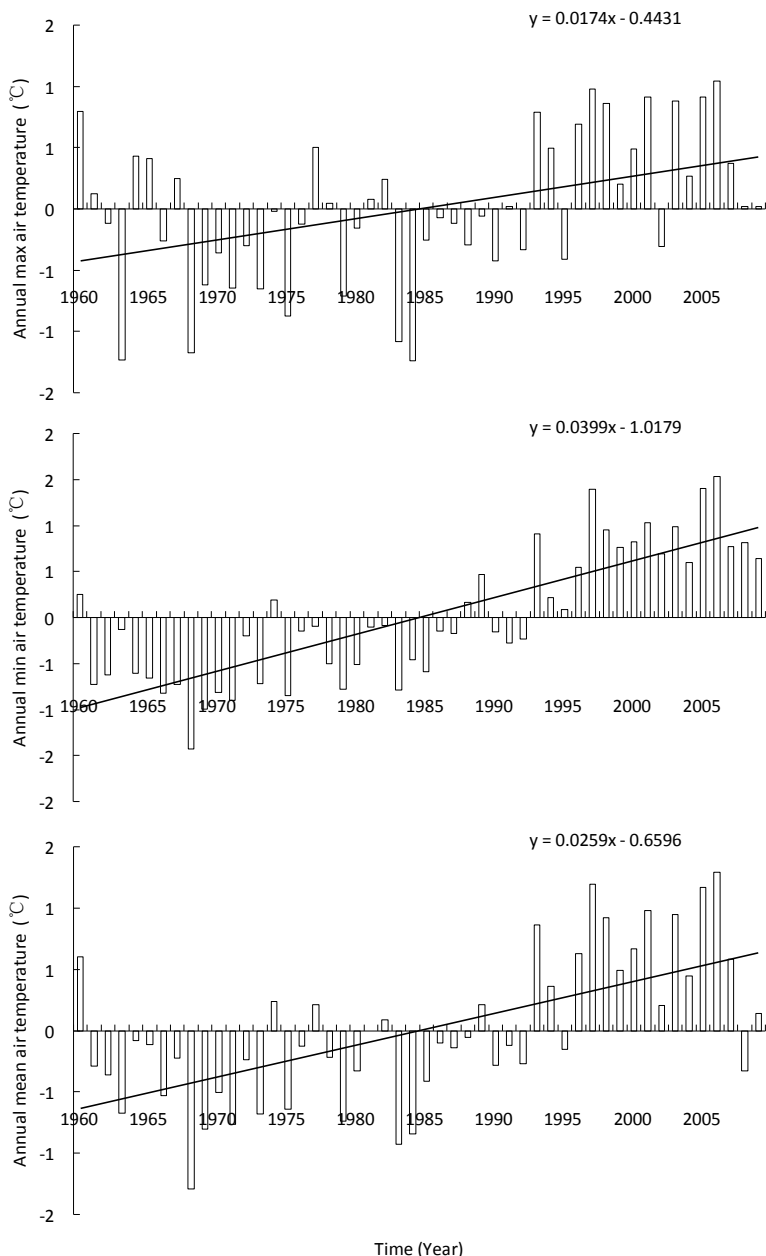 y = 0.0174x - 0.4431
Annual max air temperature (℃)
2
1
1
0
-1
-1
-2
1960 1965 1970 1975 1980 1985 1990 1995 2000 2005
y = 0.0399x - 1.0179
Annual min air temperature (℃)
2
2
1
1
0
-1
-1
-2
-2
1960 1965 1970 1975 1980 1985 1990 1995 2000 2005
y = 0.0259x - 0.6596
Annual mean air temperature (℃)
2
1
1
0
-1
-1
-2
1960 1965 1970 1975 1980 1985 1990 1995 2000 2005
Time (Year)